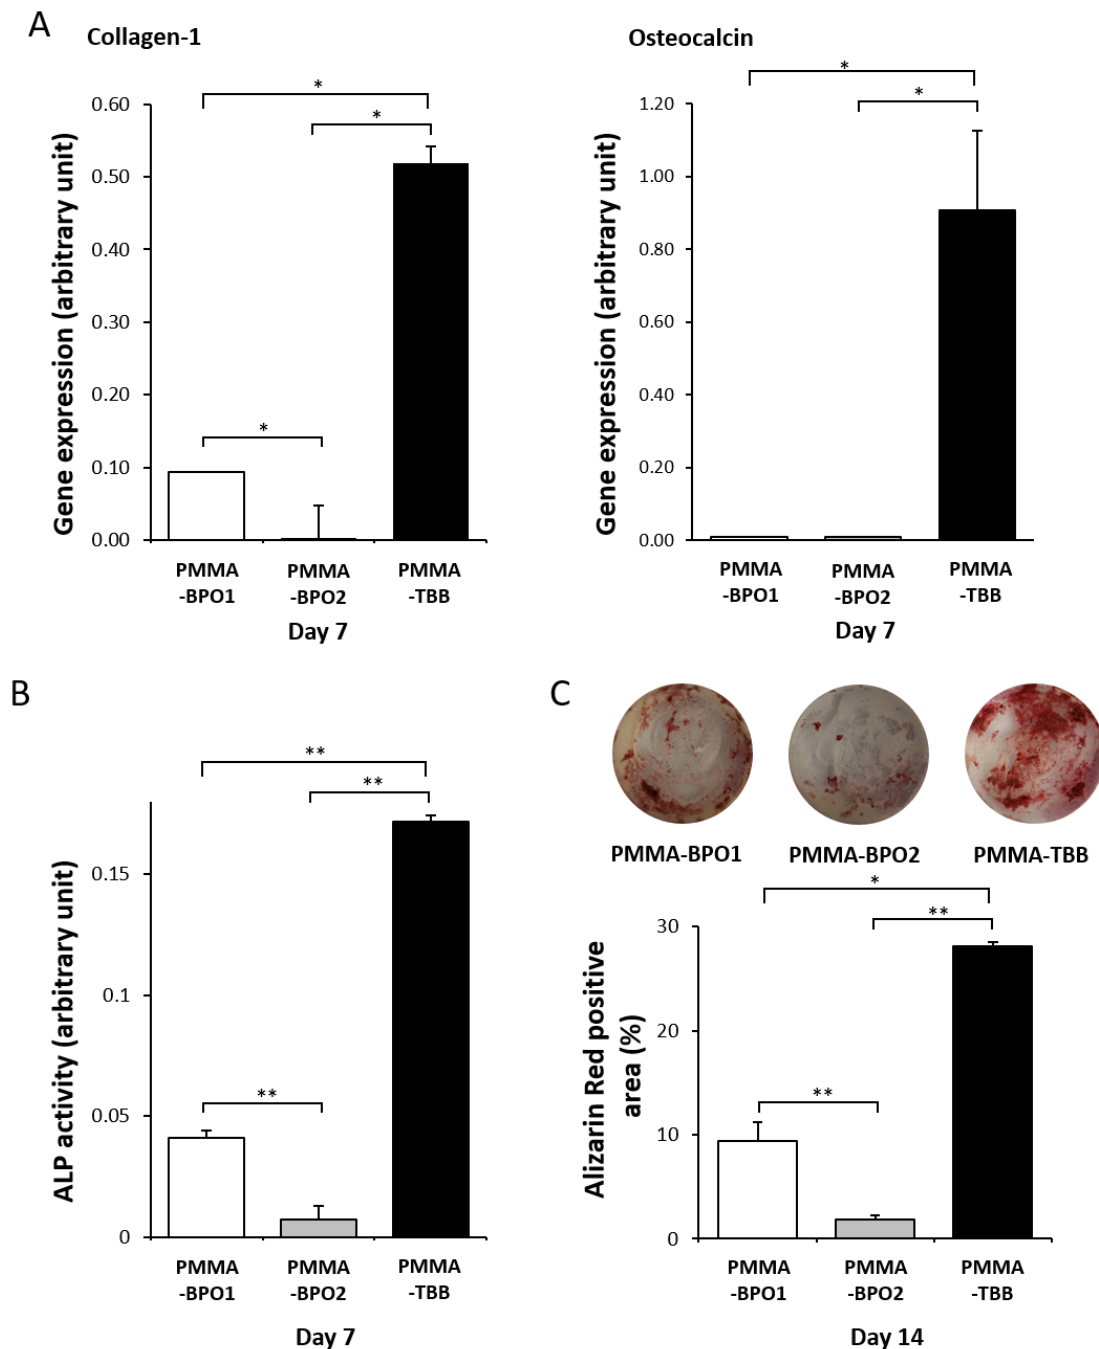 A
Collagen-1
Osteocalcin
Gene expression (arbitrary unit)
0.60
0.50
0.40
0.30
0.20
0.10
0.00
*
*
*
PMMA
-BPO1
PMMA
-BPO2
PMMA
-TBB
Day 7
Gene expression (arbitrary unit)
1.20
1.00
0.80
0.60
0.40
0.20
0.00
*
*
PMMA
-BPO1
PMMA
-BPO2
PMMA
-TBB
Day 7
B
ALP activity (arbitrary unit)
0.15
0.1
0.05
0
**
**
**
PMMA
-BPO1
PMMA
-BPO2
PMMA
-TBB
Day 7
C
PMMA-BPO1
PMMA-BPO2
PMMA-TBB
Alizarin Red positive
area (%)
30
20
10
0
*
**
**
PMMA
-BPO1
PMMA
-BPO2
PMMA
-TBB
Day 14